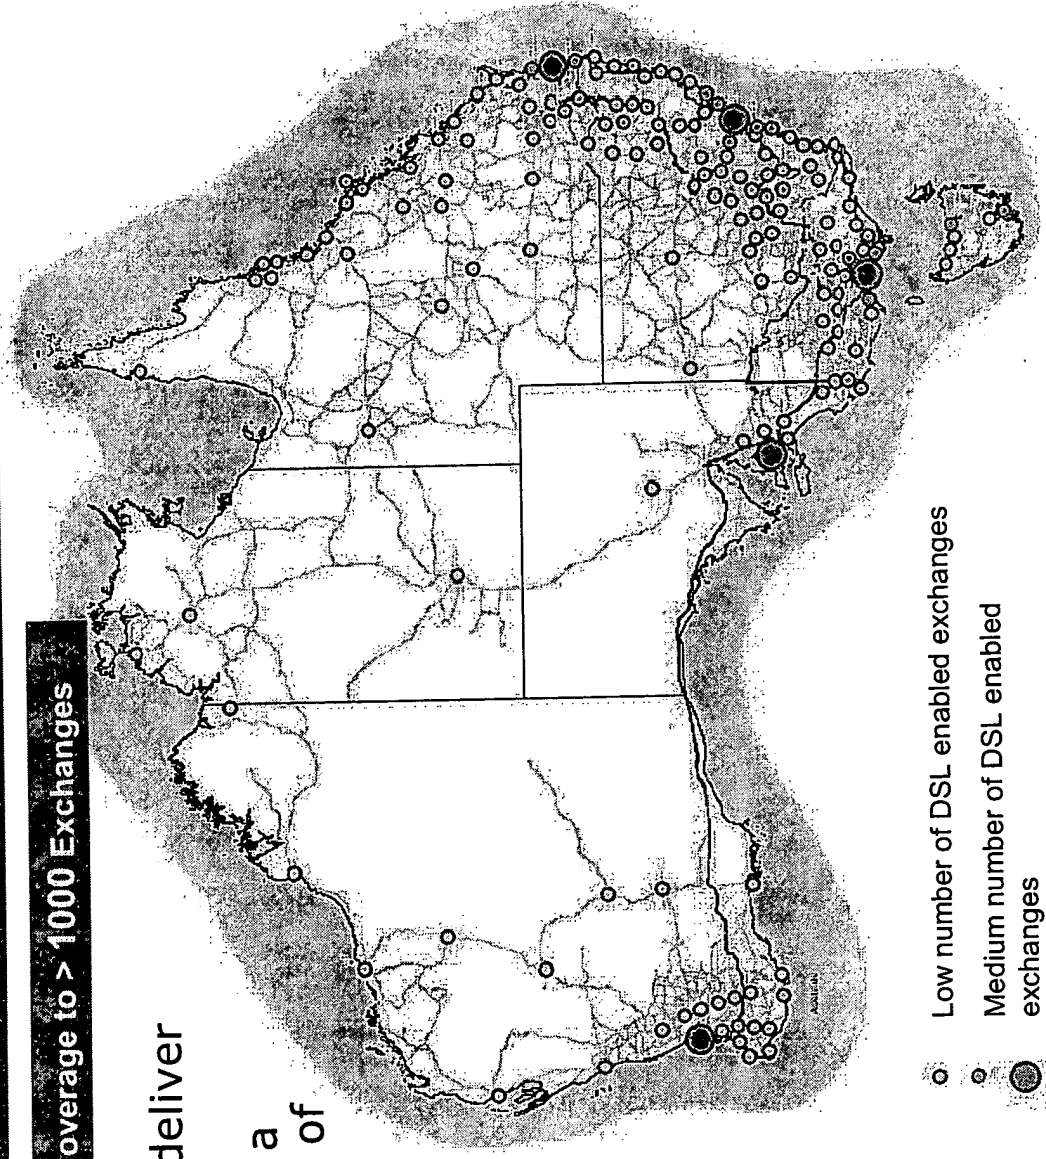 overage to > 1000 Exchanges
deliver
a
of
Low number of DSL enabled exchanges
Medium number of DSL enabled
exchanges